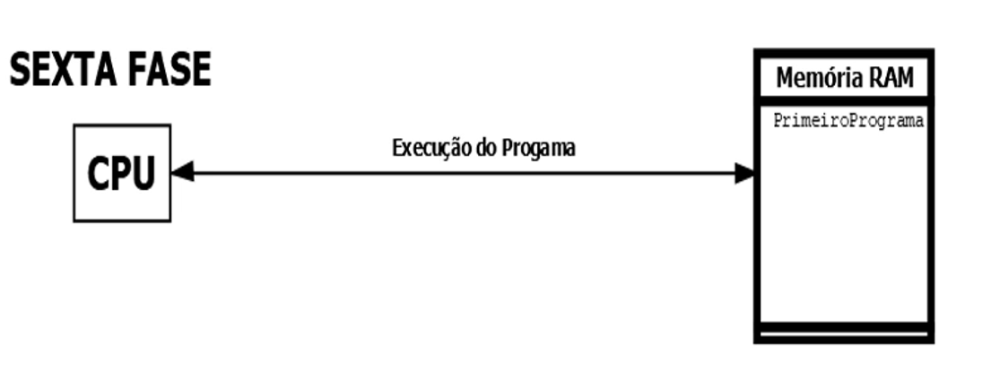 SEXTA FASE
Memória RAM
PrimeiroPrograma
Execução do Progama
CPU